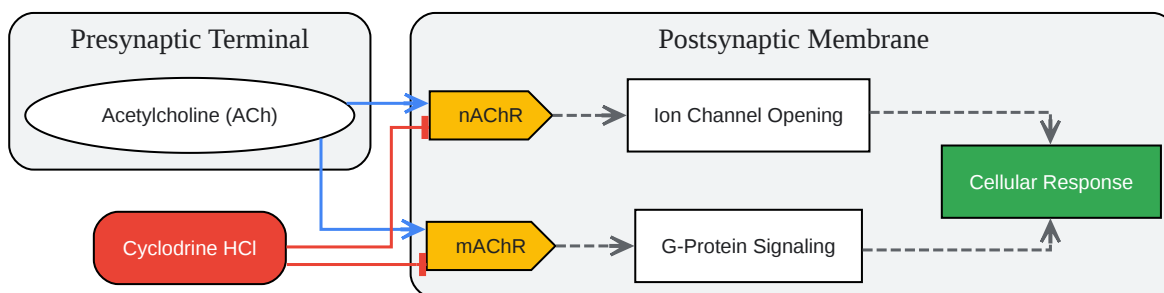 Presynaptic Terminal
Postsynaptic Membrane
Acetylcholine (ACh)
nAChR
Ion Channel Opening
Cellular Response
Cyclodrine HCl
mAChR
G-Protein Signaling